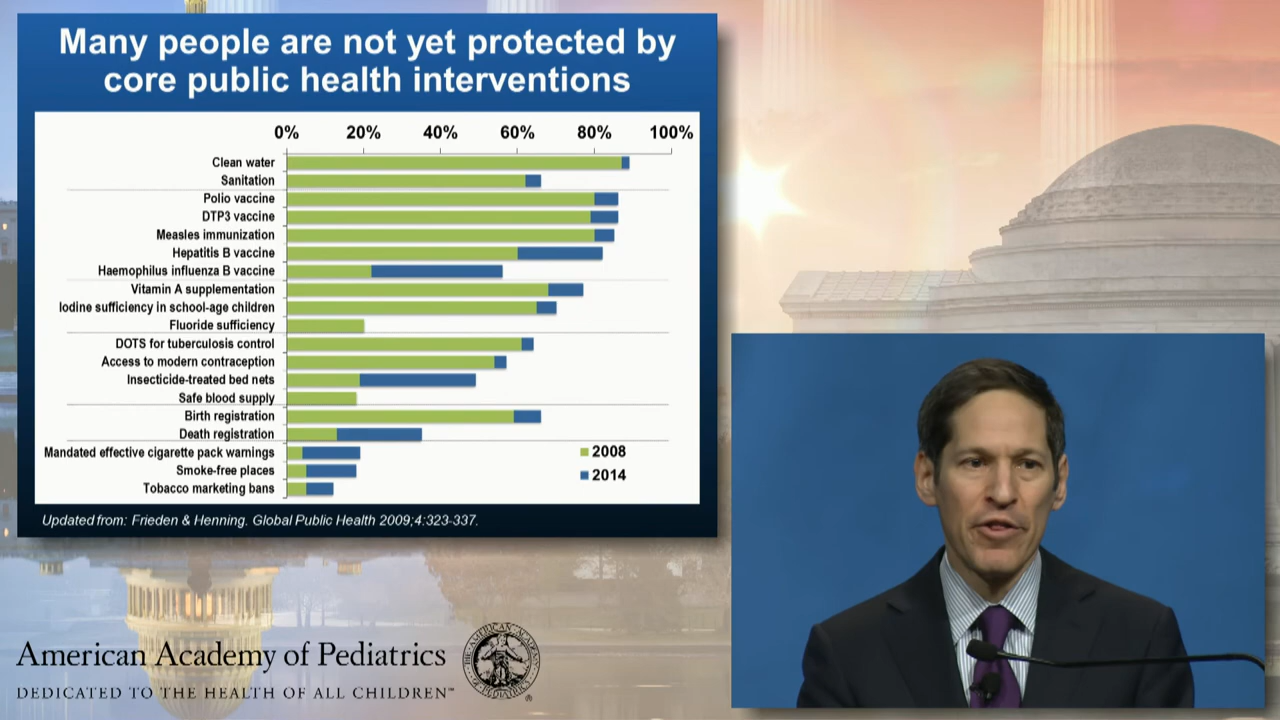 Many people are not yet protected by
core public health interventions
0% 20% 40% 60% 80% 100%
Clean water
Sanitation
Polio vaccine
DTP3 vaccine
Measles immunization
Hepatitis B vaccine
Haemophilus influenza B vaccine
Vitamin A supplementation
Iodine sufficiency in school-age children
Fluoride sufficiency
DOTS for tuberculosis control
Access to modern contraception
Insecticide-treated bed nets
Safe blood supply
Birth registration
Death registration
Mandated effective cigarette pack warnings
Smoke-free places
Tobacco marketing bans
2008
2014
Updated from: Frieden & Henning. Global Public Health 2009;4:323-337.
American Academy of Pediatrics
DEDICATED TO THE HEALTH OF ALL CHILDREN™